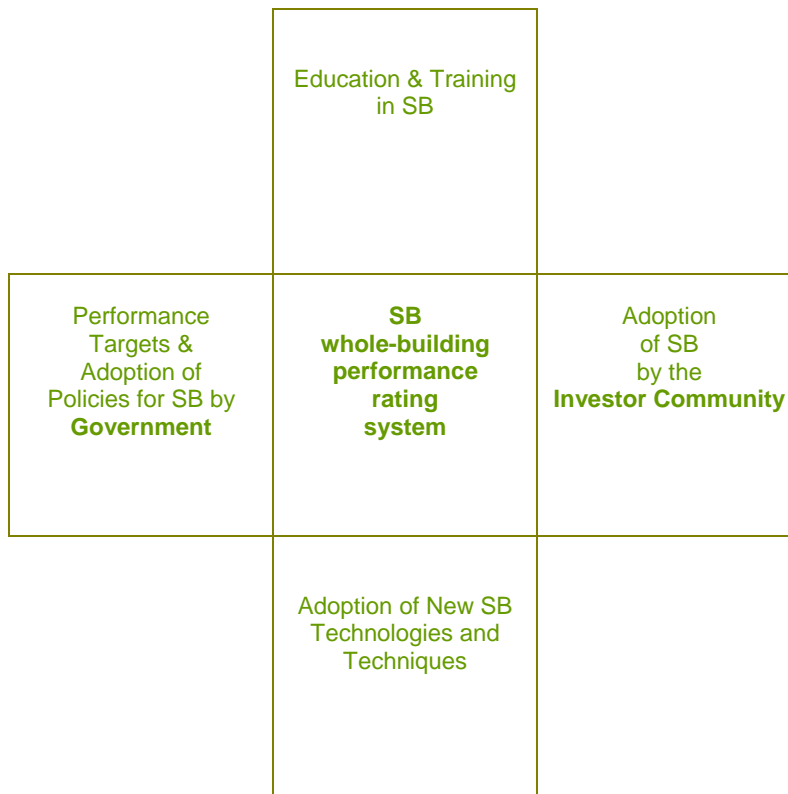 Education & Training
in SB
Performance
Targets &
Adoption of
Policies for SB by
Government
SB
whole-building
performance
rating
system
Adoption
of SB
by the
Investor Community
Adoption of New SB
Technologies and
Techniques